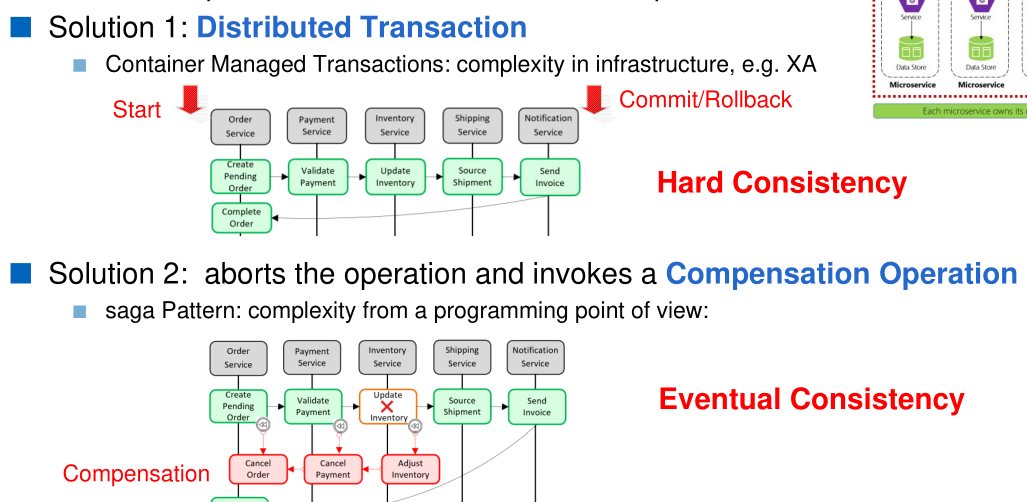 Solution 1: Distributed Transaction
Container Managed Transactions: complexity in infrastructure, e.g. XA
Service
Service
Data Store
Data Store
Microservice
Microservice
Each microservice owns its
Start
Commit/Rollback
Order
Service
Payment
Service
Inventory
Service
Shipping
Service
Notification
Service
Create
Pending
Order
Validate
Payment
Update
Inventory
Source
Shipment
Send
Invoice
Complete
Order
Hard Consistency
Solution 2: aborts the operation and invokes a Compensation Operation
saga Pattern: complexity from a programming point of view:
Order
Service
Payment
Service
Inventory
Service
Shipping
Service
Notification
Service
Create
Pending
Order
Validate
Payment
Update
Inventory
Source
Shipment
Send
Invoice
Eventual Consistency
Compensation
Cancel
Order
Cancel
Payment
Adjust
Inventory